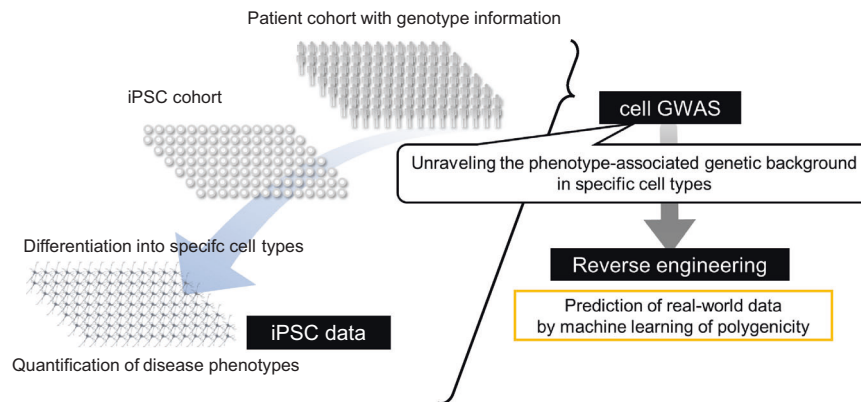 Patient cohort with genotype information
iPSC cohort
Differentiation into specifc cell types
iPSC data
Quantification of disease phenotypes
cell GWAS
Unraveling the phenotype-associated genetic background
in specific cell types
Reverse engineering
Prediction of real-world data
by machine learning of polygenicity